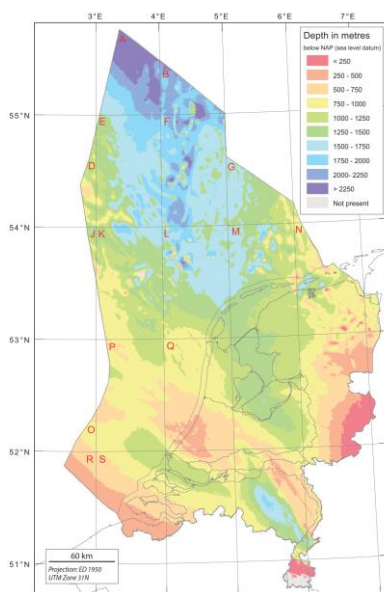 3°E 4°E 5°E 6°E 7°E
Depth in metres
below NAP (sea level datum)
< 250
250 - 500
500 - 750
750 - 1000
1000 - 1250
1250 - 1500
1500 - 1750
1750 - 2000
2000- 2250
> 2250
Not present
A
B
55°N
E
F
D
G
54°N
J K
L
M
N
53°N
P
Q
52°N
O
R S
51°N
60 km
Projection: ED 1950
UTM Zone 31N